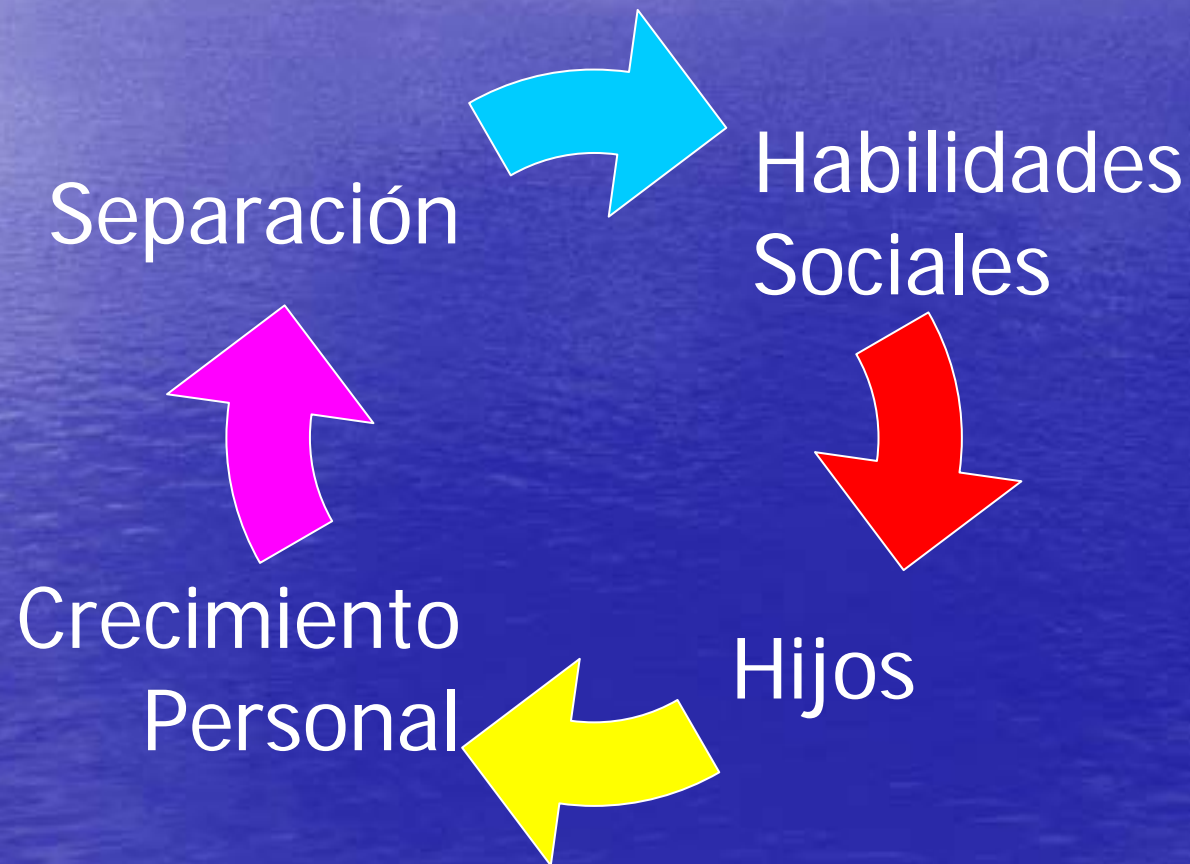 Separación
Habilidades
Sociales
Hijos
Crecimiento
Personal